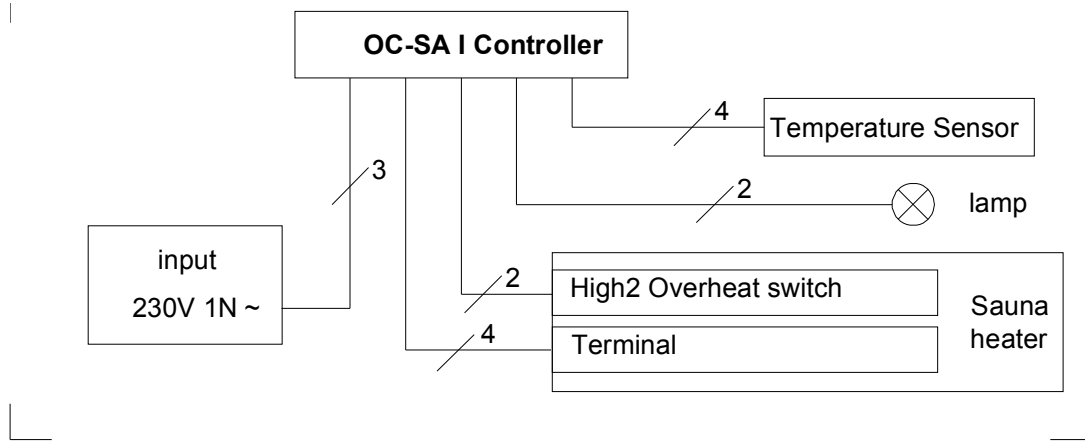 OC-SA I Controller
4
Temperature Sensor
3
2
lamp
input
230V 1N ~
2
High2 Overheat switch
Sauna
heater
4
Terminal